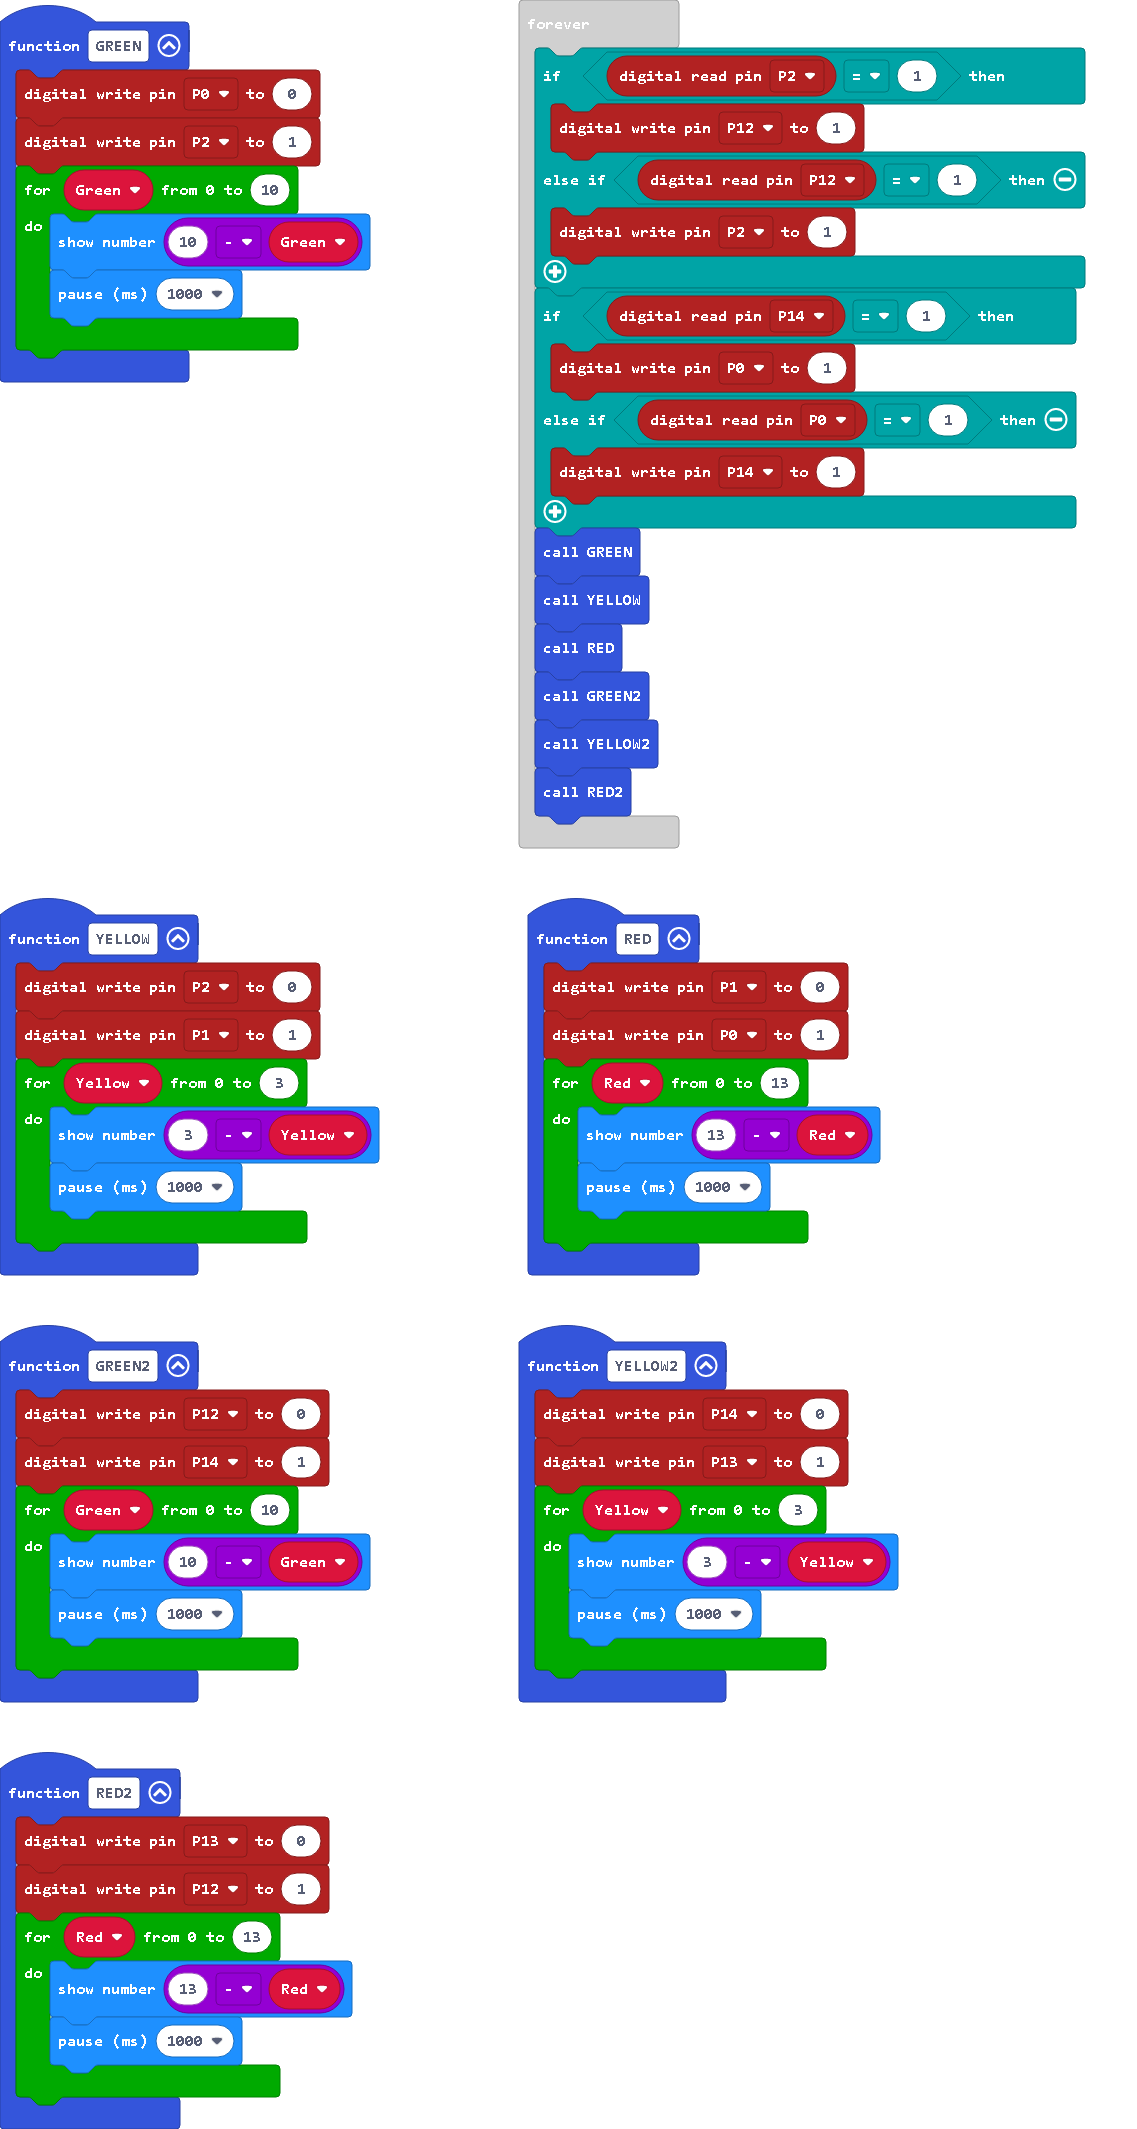 function GREEN
digital write pin P0 to 0
digital write pin P2 to 1
for Green from 0 to 10
do
show number 10 - Green
pause (ms) 1000
forever
if digital read pin P2 = 1 then
digital write pin P12 to 1
else if digital read pin P12 = 1 then
digital write pin P2 to 1
if digital read pin P14 = 1 then
digital write pin P0 to 1
else if digital read pin P0 = 1 then
digital write pin P14 to 1
call GREEN
call YELLOW
call RED
call GREEN2
call YELLOW2
call RED2
function YELLOW
digital write pin P2 to 0
digital write pin P1 to 1
for Yellow from 0 to 3
do
show number 3 - Yellow
pause (ms) 1000
function RED
digital write pin P1 to 0
digital write pin P0 to 1
for Red from 0 to 13
do
show number 13 - Red
pause (ms) 1000
function GREEN2
digital write pin P12 to 0
digital write pin P14 to 1
for Green from 0 to 10
do
show number 10 - Green
pause (ms) 1000
function YELLOW2
digital write pin P14 to 0
digital write pin P13 to 1
for Yellow from 0 to 3
do
show number 3 - Yellow
pause (ms) 1000
function RED2
digital write pin P13 to 0
digital write pin P12 to 1
for Red from 0 to 13
do
show number 13 - Red
pause (ms) 1000